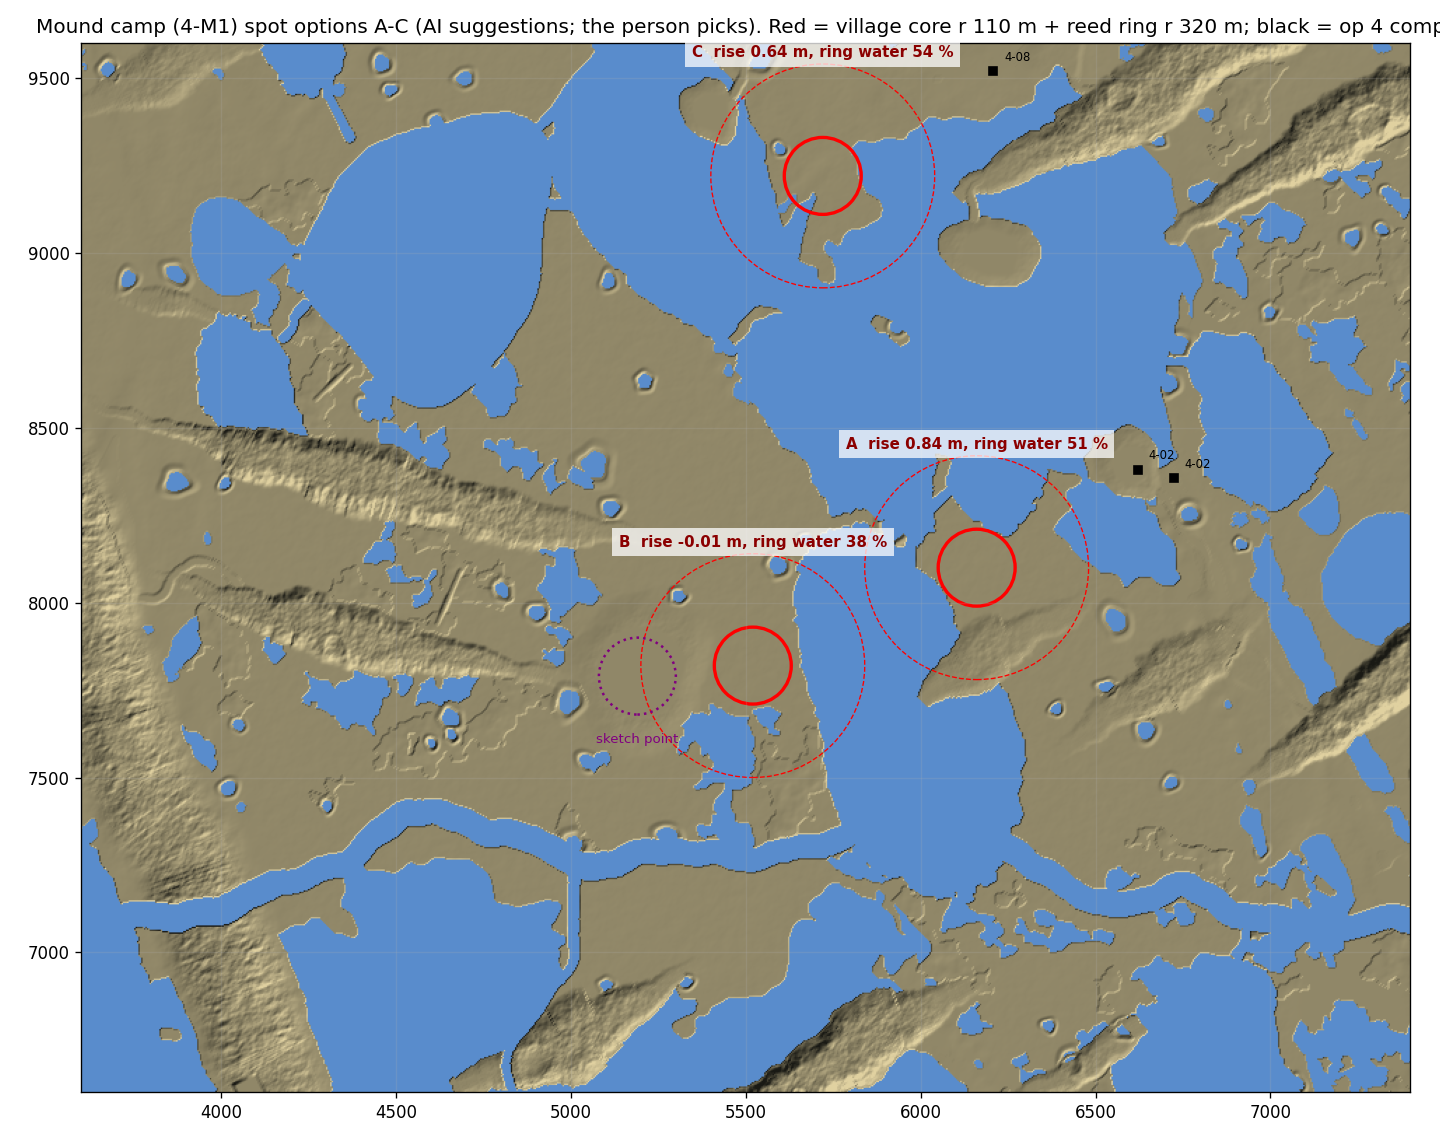 Mound camp (4-M1) spot options A-C (AI suggestions; the person picks). Red = village core r 110 m + reed ring r 320 m; black = op 4 comp
C rise 0.64 m, ring water 54 %
4-08
9500
9000
8500
A rise 0.84 m, ring water 51 %
4-02
4-02
B rise -0.01 m, ring water 38 %
8000
sketch point
7500
7000
4000 4500 5000 5500 6000 6500 7000